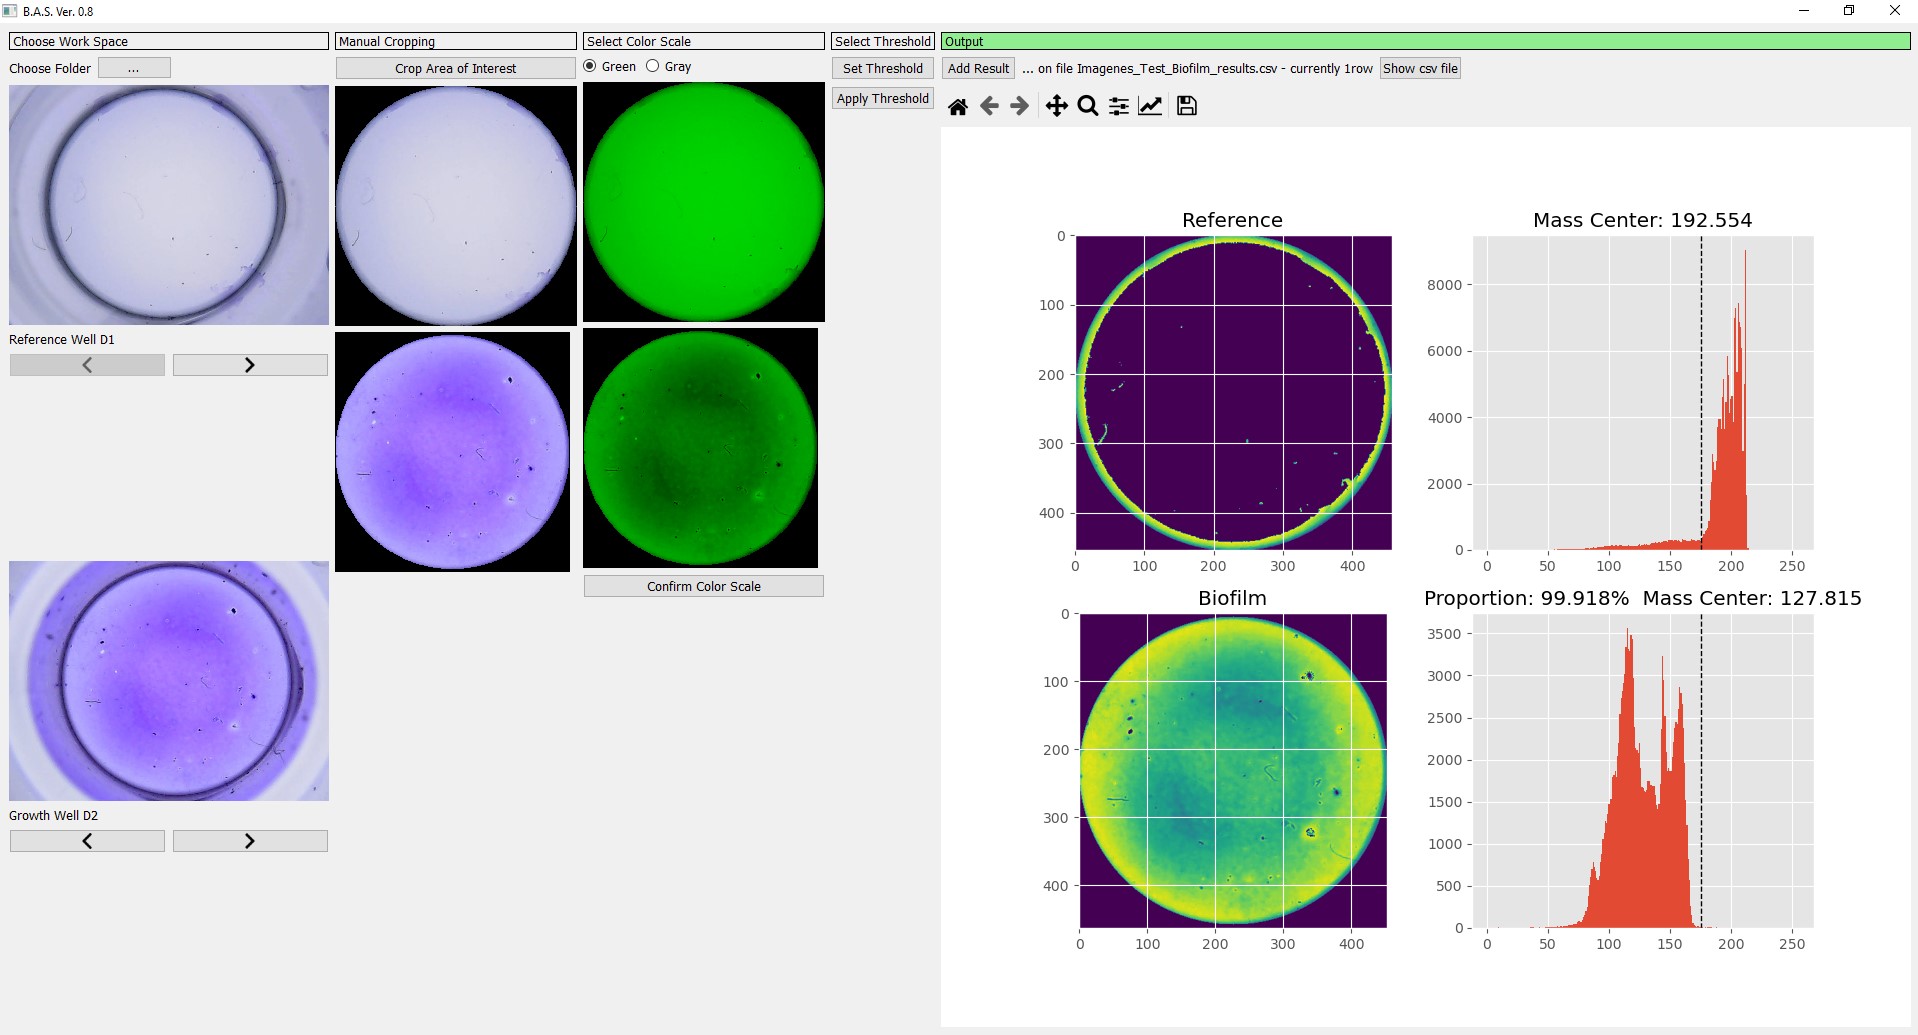 B.A.S. Ver. 0.8
Choose Work Space
Manual Cropping
Select Color Scale
Select Threshold
Output
Choose Folder
...
Crop Area of Interest
Green
Gray
Set Threshold
Add Result
... on file Imagenes_Test_Biofilm_results.csv - currently 1row
Show csv file
Apply Threshold
Reference Well D1
Growth Well D2
Confirm Color Scale
Reference
0
100
200
300
400
0 100 200 300 400
Mass Center: 192.554
8000
6000
4000
2000
0
0 50 100 150 200 250
Biofilm
0
100
200
300
400
0 100 200 300 400
Proportion: 99.918% Mass Center: 127.815
3500
3000
2500
2000
1500
1000
500
0
0 50 100 150 200 250